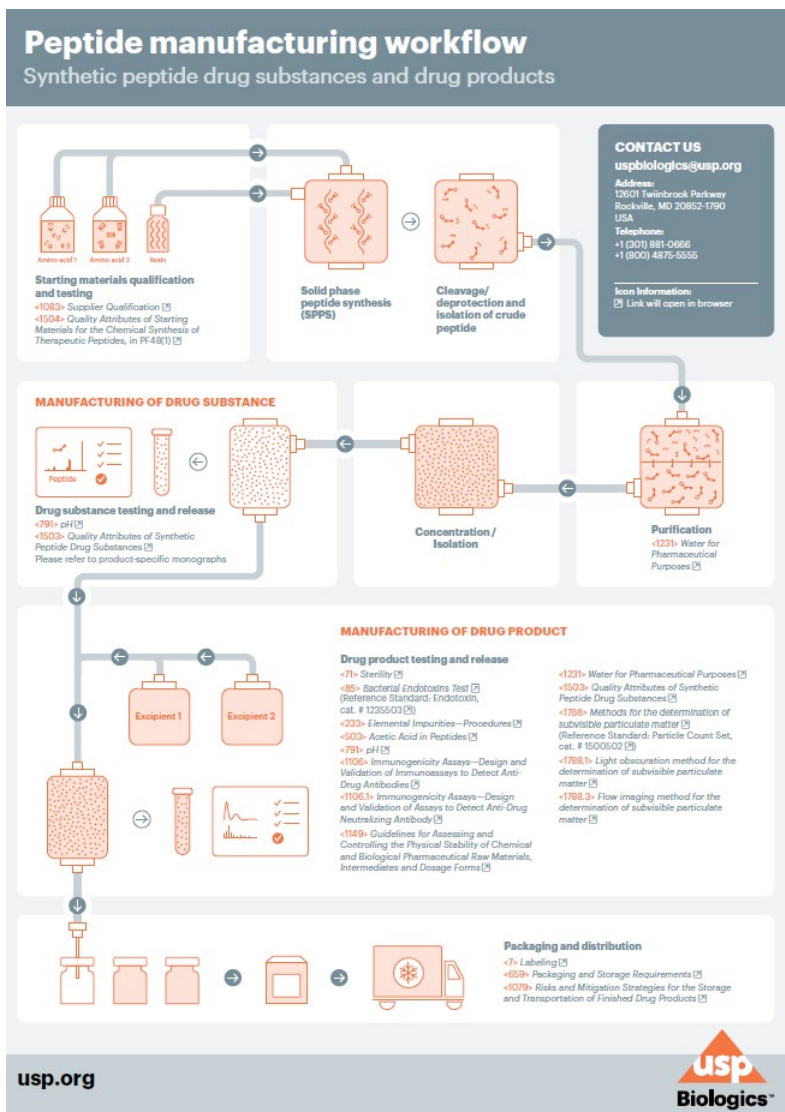 Peptide manufacturing workflow
Synthetic peptide drug substances and drug products
Amino acid 1
Amino acid 2
Resin
Starting materials qualification
and testing
<1083> Supplier Qualification
<1504> Quality Attributes of Starting
Materials for the Chemical Synthesis of
Therapeutic Peptides, in PF48(1)
Solid phase
peptide synthesis
(SPPS)
Cleavage/
deprotection and
isolation of crude
peptide
CONTACT US
uspbiologics@usp.org
Address:
12601 Twiinbrook Parkway
Rockville, MD 20852-1790
USA
Telephone:
+1 (301) 881-0666
+1 (800) 4875-5555
Icon Information:
Link will open in browser
MANUFACTURING OF DRUG SUBSTANCE
Peptide
Drug substance testing and release
<791> pH
<1503> Quality Attributes of Synthetic
Peptide Drug Substances
Please refer to product-specific monographs
Concentration /
Isolation
Purification
<1231> Water for
Pharmaceutical
Purposes
Excipient 1
Excipient 2
MANUFACTURING OF DRUG PRODUCT
Drug product testing and release
<71> Sterility
<85> Bacterial Endotoxins Test
(Reference Standard: Endotoxin,
cat. # 1235503)
<233> Elemental Impurities—Procedures
<503> Acetic Acid in Peptides
<791> pH
<1106> Immunogenicity Assays—Design and
Validation of Immunoassays to Detect Anti-
Drug Antibodies
<1106.1> Immunogenicity Assays—Design
and Validation of Assays to Detect Anti-Drug
Neutralizing Antibody
<1149> Guidelines for Assessing and
Controlling the Physical Stability of Chemical
and Biological Pharmaceutical Raw Materials,
Intermediates and Dosage Forms
<1231> Water for Pharmaceutical Purposes
<1503> Quality Attributes of Synthetic
Peptide Drug Substances
<1788> Methods for the determination of
subvisible particulate matter
(Reference Standard: Particle Count Set,
cat. # 1500502)
<1788.1> Light obscuration method for the
determination of subvisible particulate
matter
<1788.3> Flow imaging method for the
determination of subvisible particulate
matter
Packaging and distribution
<7> Labeling
<659> Packaging and Storage Requirements
<1079> Risks and Mitigation Strategies for the Storage
and Transportation of Finished Drug Products
usp.org
usp
Biologics™